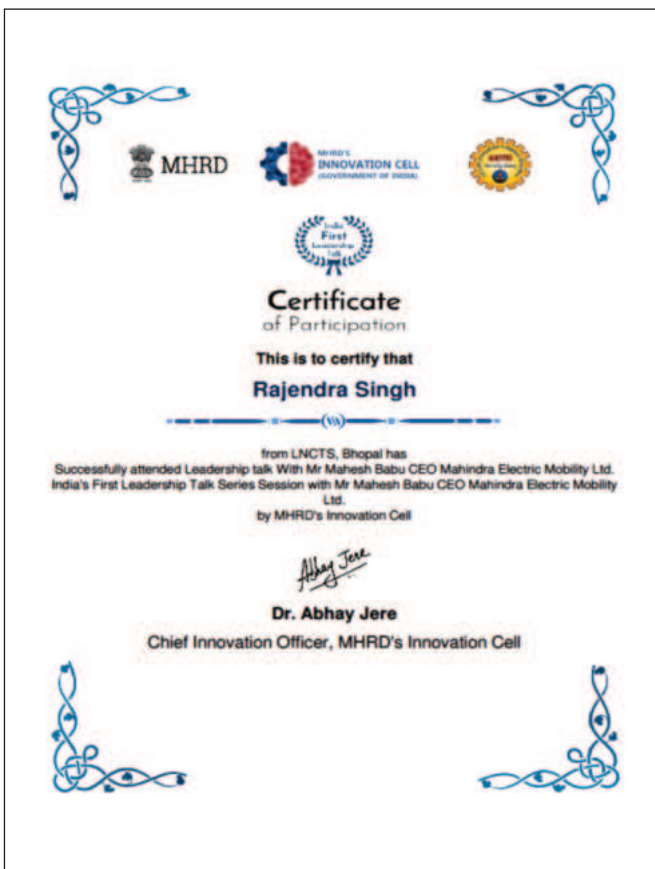 MHRD
MHRD'S
INNOVATION CELL
(GOVERNMENT OF INDIA)
India
First
Leadership
Talk
Certificate
of Participation
This is to certify that
Rajendra Singh
from LNCTS, Bhopal has
Successfully attended Leadership talk With Mr Mahesh Babu CEO Mahindra Electric Mobility Ltd.
India's First Leadership Talk Series Session with Mr Mahesh Babu CEO Mahindra Electric Mobility
Ltd.
by MHRD's Innovation Cell
Abhay Jere
Dr. Abhay Jere
Chief Innovation Officer, MHRD's Innovation Cell